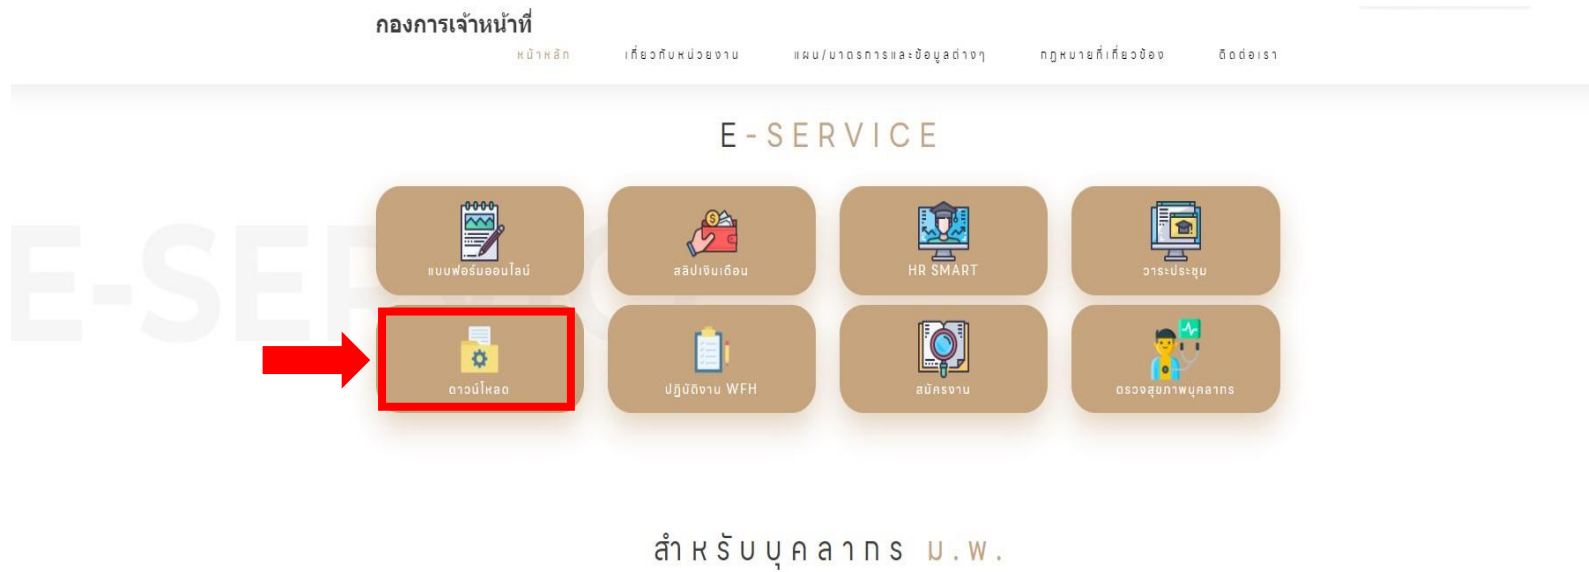 กองการเจ้าหน้าที่
หน้าหลัก เกี่ยวกับหน่วยงาน แผน/มาตรการและข้อมูลต่างๆ กฎหมายที่เกี่ยวข้อง ติดต่อเรา
E-SERVICE
แบบฟอร์มออนไลน์ สลิปเงินเดือน HR SMART วาระประชุม
ดาวน์โหลด ปฏิบัติงาน WFH สมัครงาน ตรวจสุขภาพบุคลากร
สำหรับบุคลากร ม.พ.